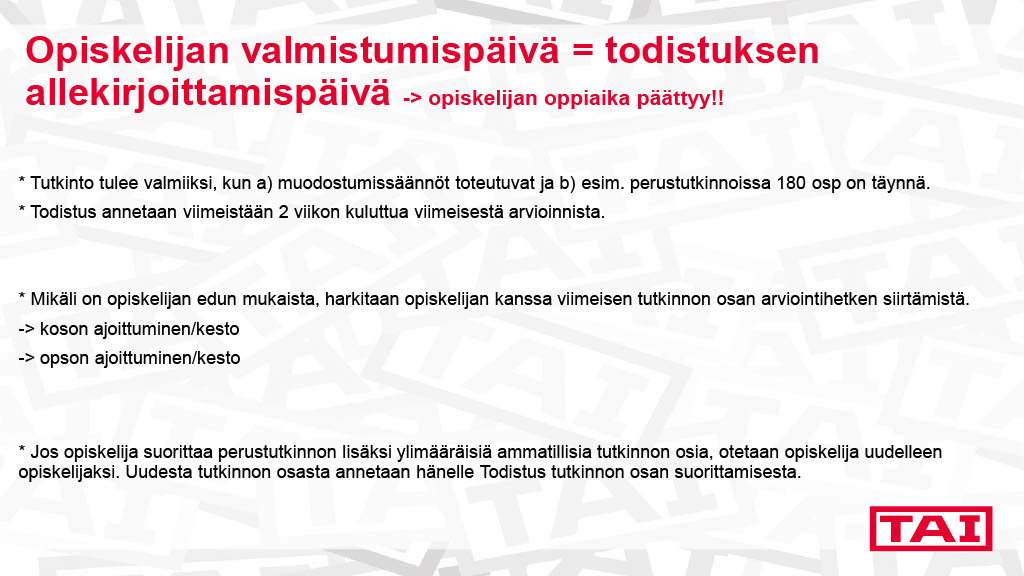 Opiskelijan valmistumispäivä = todistuksen
allekirjoittamispäivä -> opiskelijan oppiaika päättyy!!
* Tutkinto tulee valmiiksi, kun a) muodostumissäännöt toteutuvat ja b) esim. perustutkinnoissa 180 osp on täynnä.
* Todistus annetaan viimeistään 2 viikon kuluttua viimeisestä arvioinnista.
* Mikäli on opiskelijan edun mukaista, harkitaan opiskelijan kanssa viimeisen tutkinnon osan arviointihetken siirtämistä.
-> koson ajoittuminen/kesto
-> opson ajoittuminen/kesto
* Jos opiskelija suorittaa perustutkinnon lisäksi ylimääräisiä ammatillisia tutkinnon osia, otetaan opiskelija uudelleen
opiskelijaksi. Uudesta tutkinnon osasta annetaan hänelle Todistus tutkinnon osan suorittamisesta.
TAI